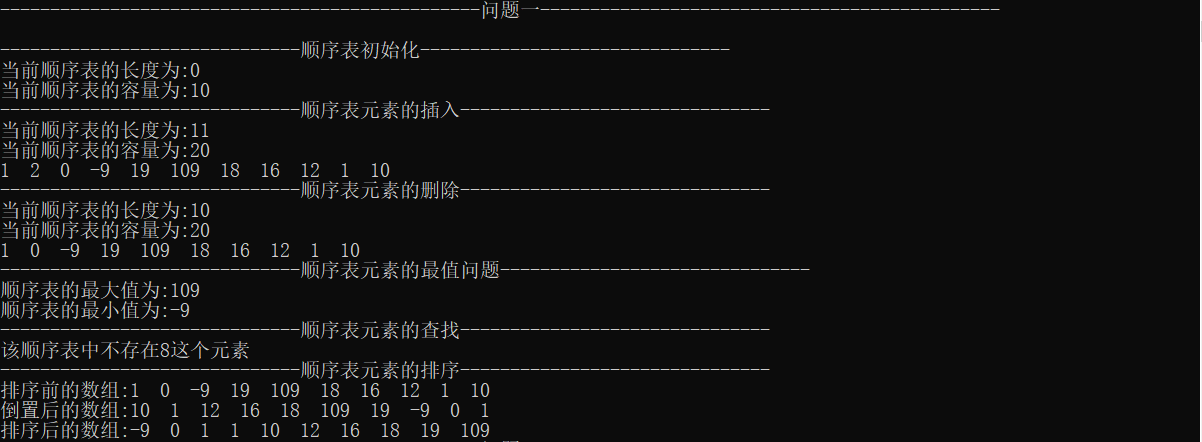 ------------------------------------------------问题一----------------------------------------------
------------------------------顺序表初始化-------------------------------
当前顺序表的长度为:0
当前顺序表的容量为:10
------------------------------顺序表元素的插入-------------------------------
当前顺序表的长度为:11
当前顺序表的容量为:20
1  2  0  -9  19  109  18  16  12  1  10
------------------------------顺序表元素的删除-------------------------------
当前顺序表的长度为:10
当前顺序表的容量为:20
1  0  -9  19  109  18  16  12  1  10
------------------------------顺序表元素的最值问题-------------------------------
顺序表的最大值为:109
顺序表的最小值为:-9
------------------------------顺序表元素的查找-------------------------------
该顺序表中不存在8这个元素
------------------------------顺序表元素的排序-------------------------------
排序前的数组:1  0  -9  19  109  18  16  12  1  10
倒置后的数组:10  1  12  16  18  109  19  -9  0  1
排序后的数组:-9  0  1  1  10  12  16  18  19  109